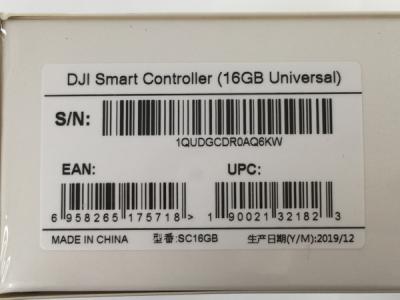 DJI Smart Controller (16GB Universal)
S/N:
1QUDGCDR0AQ6KW
EAN: UPC:
6 958265 175718 > 1 90021 32182 3
MADE IN CHINA 型番:SC16GB 生产日期(Y/M):2019/12